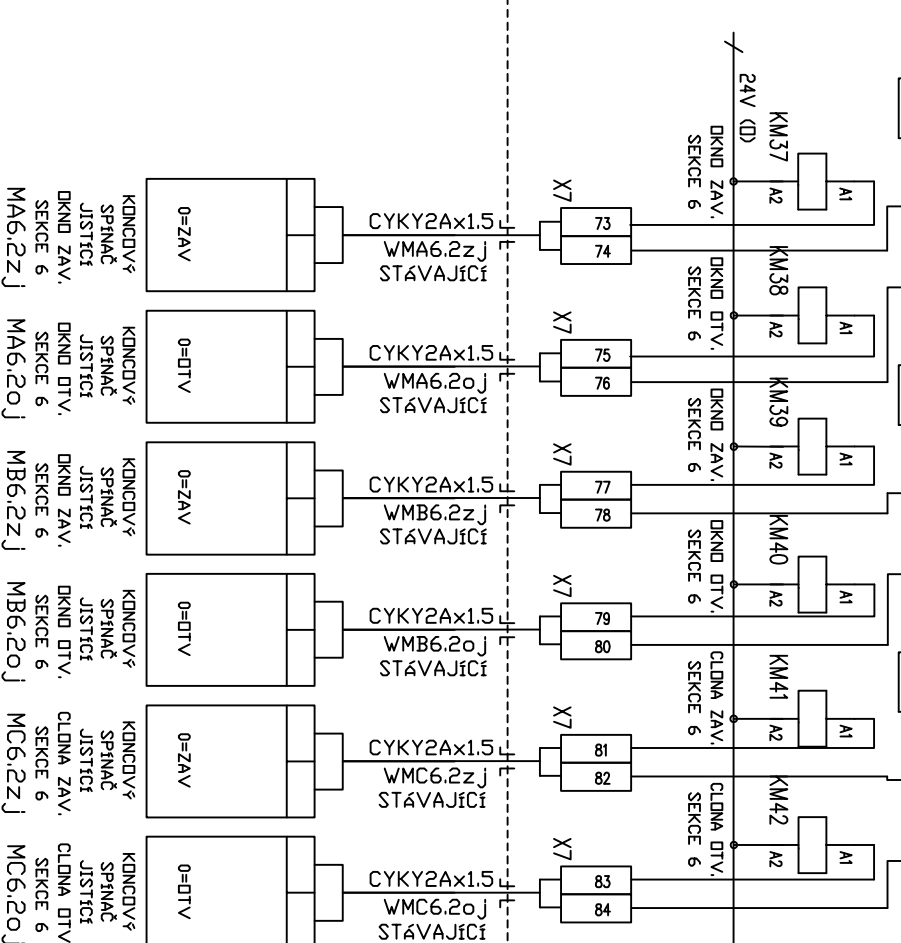 24V (0)
KM37
A1
A2
OKNO ZAV.
SEKCE 6
X7
73
74
CYKY2Ax1.5
WMA6.2zj
STÁVAJÍCÍ
0=ZAV
KONCOVÝ
SPÍNAČ
JISTÍCÍ
OKNO ZAV.
SEKCE 6
MA6.2zj
KM38
A1
A2
OKNO OTV.
SEKCE 6
X7
75
76
CYKY2Ax1.5
WMA6.2oj
STÁVAJÍCÍ
0=OTV
KONCOVÝ
SPÍNAČ
JISTÍCÍ
OKNO OTV.
SEKCE 6
MA6.2oj
KM39
A1
A2
OKNO ZAV.
SEKCE 6
X7
77
78
CYKY2Ax1.5
WMB6.2zj
STÁVAJÍCÍ
0=ZAV
KONCOVÝ
SPÍNAČ
JISTÍCÍ
OKNO ZAV.
SEKCE 6
MB6.2zj
KM40
A1
A2
OKNO OTV.
SEKCE 6
X7
79
80
CYKY2Ax1.5
WMB6.2oj
STÁVAJÍCÍ
0=OTV
KONCOVÝ
SPÍNAČ
JISTÍCÍ
OKNO OTV.
SEKCE 6
MB6.2oj
KM41
A1
A2
CLONA ZAV.
SEKCE 6
X7
81
82
CYKY2Ax1.5
WMC6.2zj
STÁVAJÍCÍ
0=ZAV
KONCOVÝ
SPÍNAČ
JISTÍCÍ
CLONA ZAV.
SEKCE 6
MC6.2zj
KM42
A1
A2
CLONA OTV.
SEKCE 6
X7
83
84
CYKY2Ax1.5
WMC6.2oj
STÁVAJÍCÍ
0=OTV
KONCOVÝ
SPÍNAČ
JISTÍCÍ
CLONA OTV
SEKCE 6
MC6.2oj